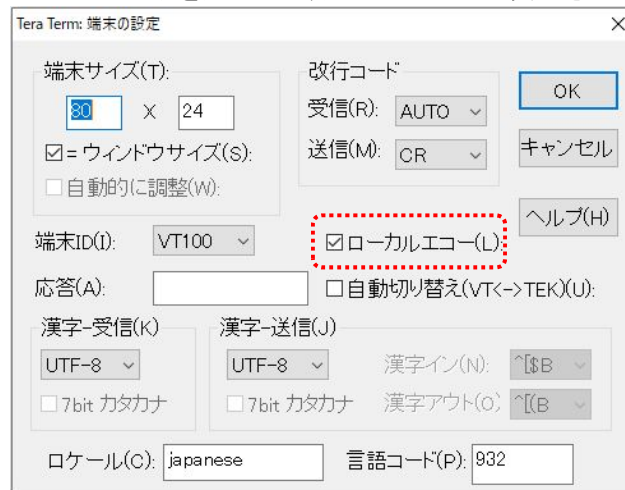 Tera Term: 端末の設定
端末サイズ(T):
80 X 24
☑=ウィンドウサイズ(S):
□自動的に調整(W):
改行コード
受信(R): AUTO
送信(M): CR
OK
キャンセル
ヘルプ(H)
端末ID(I): VT100
☑ローカルエコー(L):
応答(A):
□自動切り替え(VT<->TEK)(U):
漢字-受信(K)
UTF-8
□7bit カタカナ
漢字-送信(J)
UTF-8
□7bit カタカナ
漢字イン(N): ^[$B
漢字アウト(O) ^[(B
ロケール(C): japanese
言語コード(P): 932